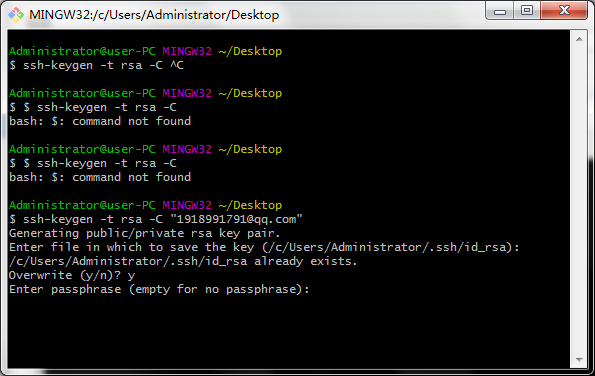 MINGW32:/c/Users/Administrator/Desktop
Administrator@user-PC MINGW32 ~/Desktop
$ ssh-keygen -t rsa -C ^C
Administrator@user-PC MINGW32 ~/Desktop
$ $ ssh-keygen -t rsa -C
bash: $: command not found
Administrator@user-PC MINGW32 ~/Desktop
$ $ ssh-keygen -t rsa -C
bash: $: command not found
Administrator@user-PC MINGW32 ~/Desktop
$ ssh-keygen -t rsa -C "1918991791@qq.com"
Generating public/private rsa key pair.
Enter file in which to save the key (/c/Users/Administrator/.ssh/id_rsa):
/c/Users/Administrator/.ssh/id_rsa already exists.
Overwrite (y/n)? y
Enter passphrase (empty for no passphrase):